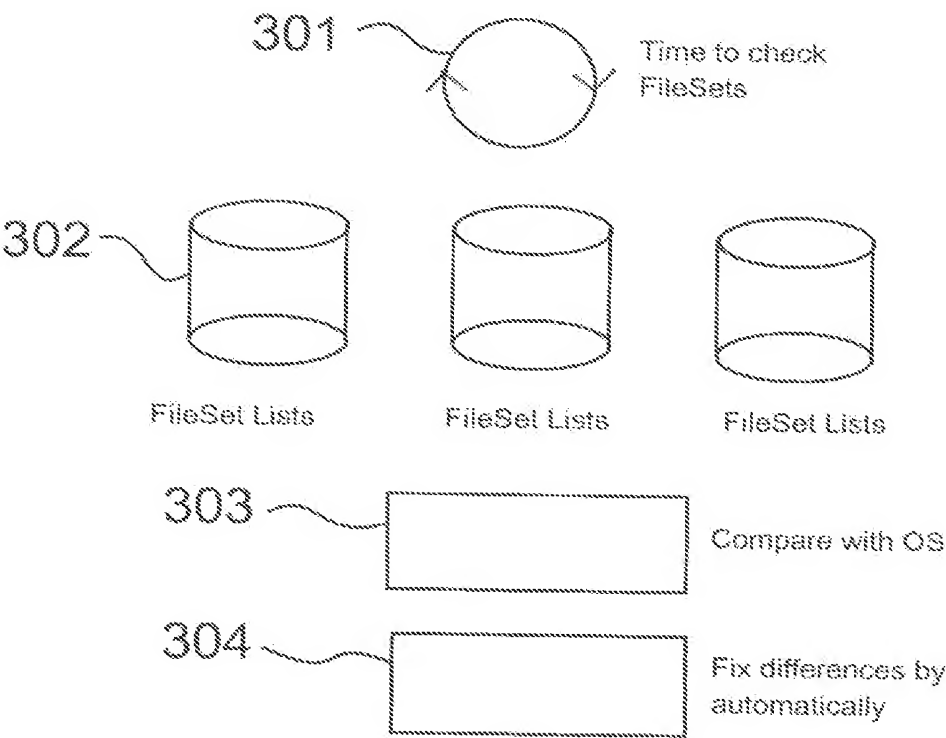 301
Time to check
FileSets
302
FileSet Lists
FileSet Lists
FileSet Lists
303
Compare with OS
304
Fix differences by
automatically